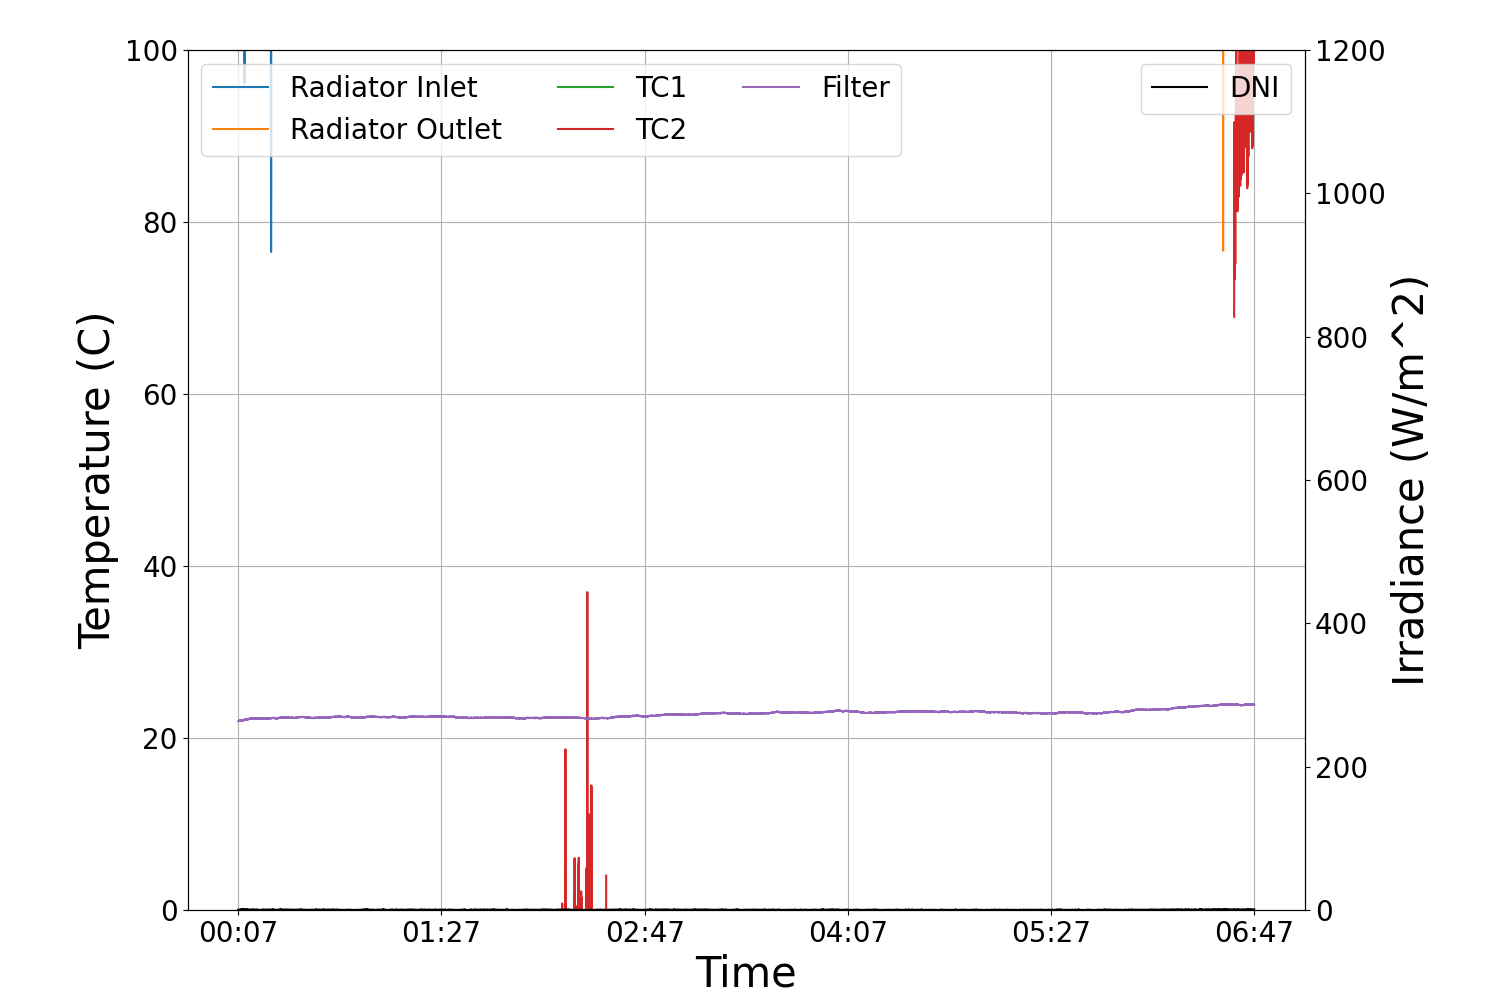 100
80
60
40
20
0
Temperature (C)
Radiator Inlet
Radiator Outlet
TC1
TC2
Filter
DNI
1200
1000
800
600
400
200
0
Irradiance (W/m^2)
00:07 01:27 02:47 04:07 05:27 06:47
Time